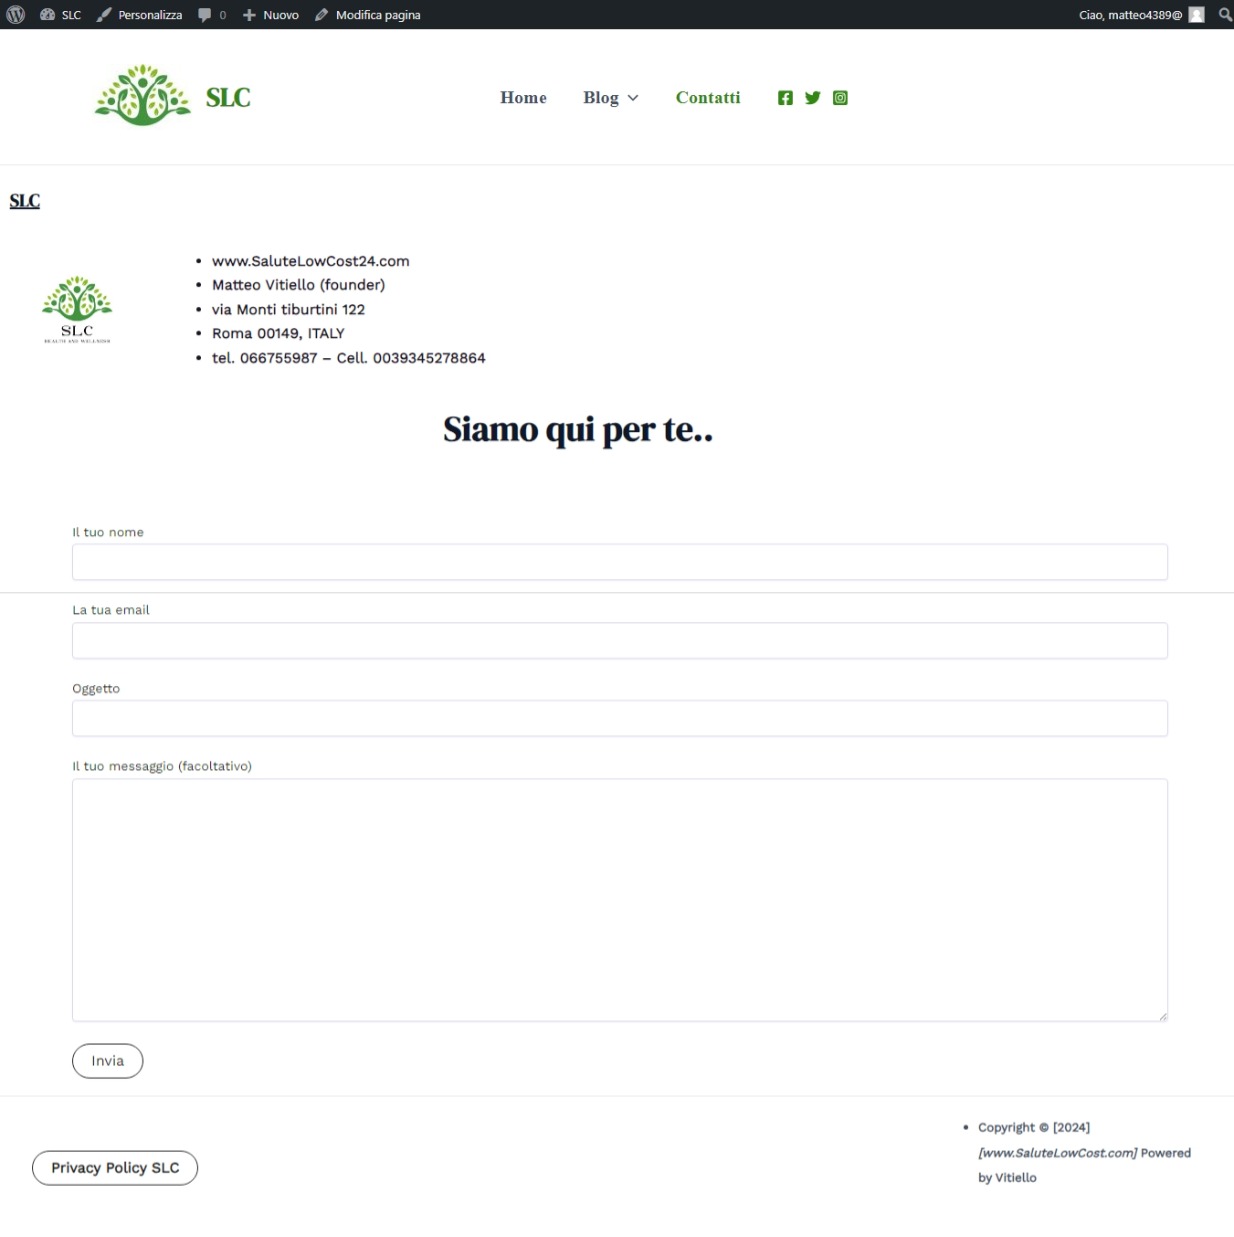 SLC
Personalizza
0
Nuovo
Modifica pagina
Ciao, matteo4389@
SLC
Home
Blog
Contatti
SLC
SLC
HEALTH AND WELLNESS
www.SaluteLowCost24.com
Matteo Vitiello (founder)
via Monti tiburtini 122
Roma 00149, ITALY
tel. 066755987 – Cell. 0039345278864
Siamo qui per te..
Il tuo nome
La tua email
Oggetto
Il tuo messaggio (facoltativo)
Invia
Privacy Policy SLC
Copyright © [2024]
[www.SaluteLowCost.com] Powered
by Vitiello